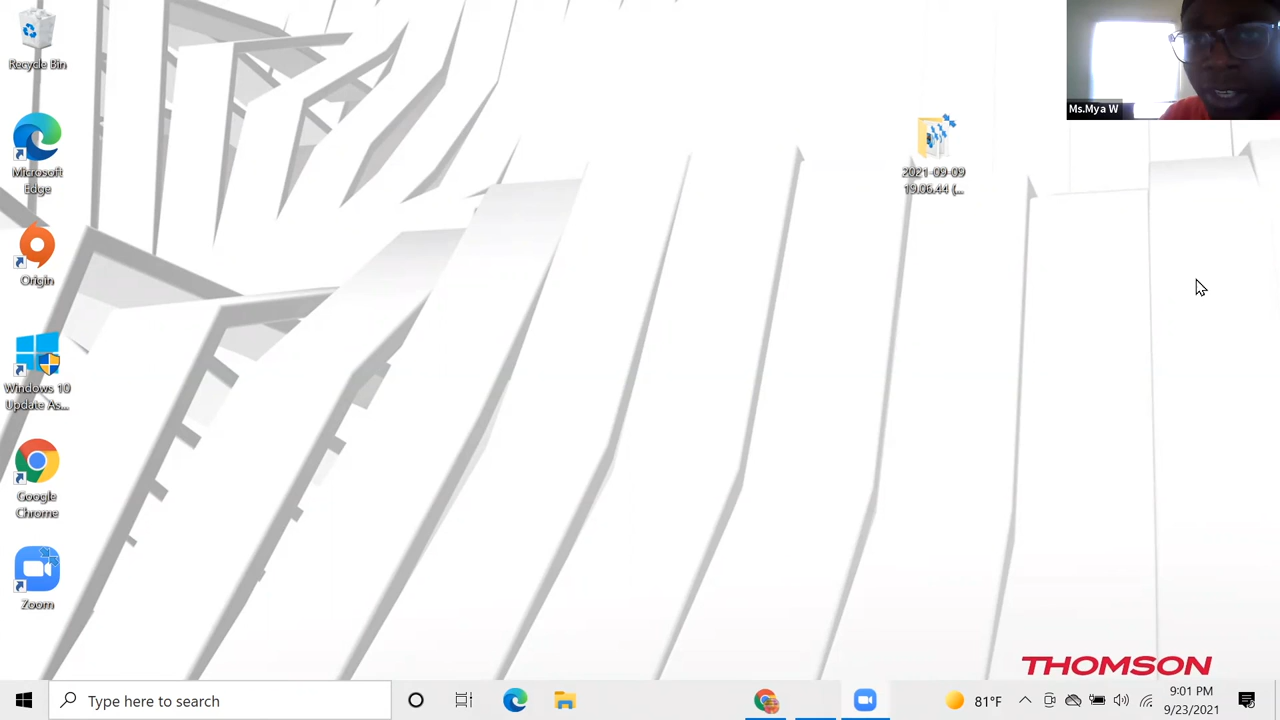 Recycle Bin
Microsoft
Edge
Origin
Windows 10
Update As...
Google
Chrome
Zoom
2021-09-09
19.06.44 (...
Ms.Mya W
THOMSON
Type here to search
81°F
9:01 PM
9/23/2021